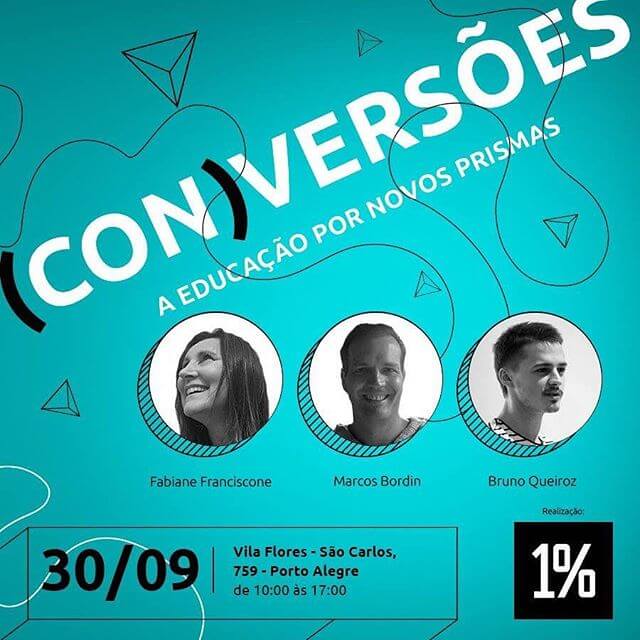 (CON)VERSÕES
A EDUCAÇÃO POR NOVOS PRISMAS
Fabiane Franciscone
Marcos Bordin
Bruno Queiroz
Realização:
1%
30/09
Vila Flores - São Carlos,
759 - Porto Alegre
de 10:00 às 17:00